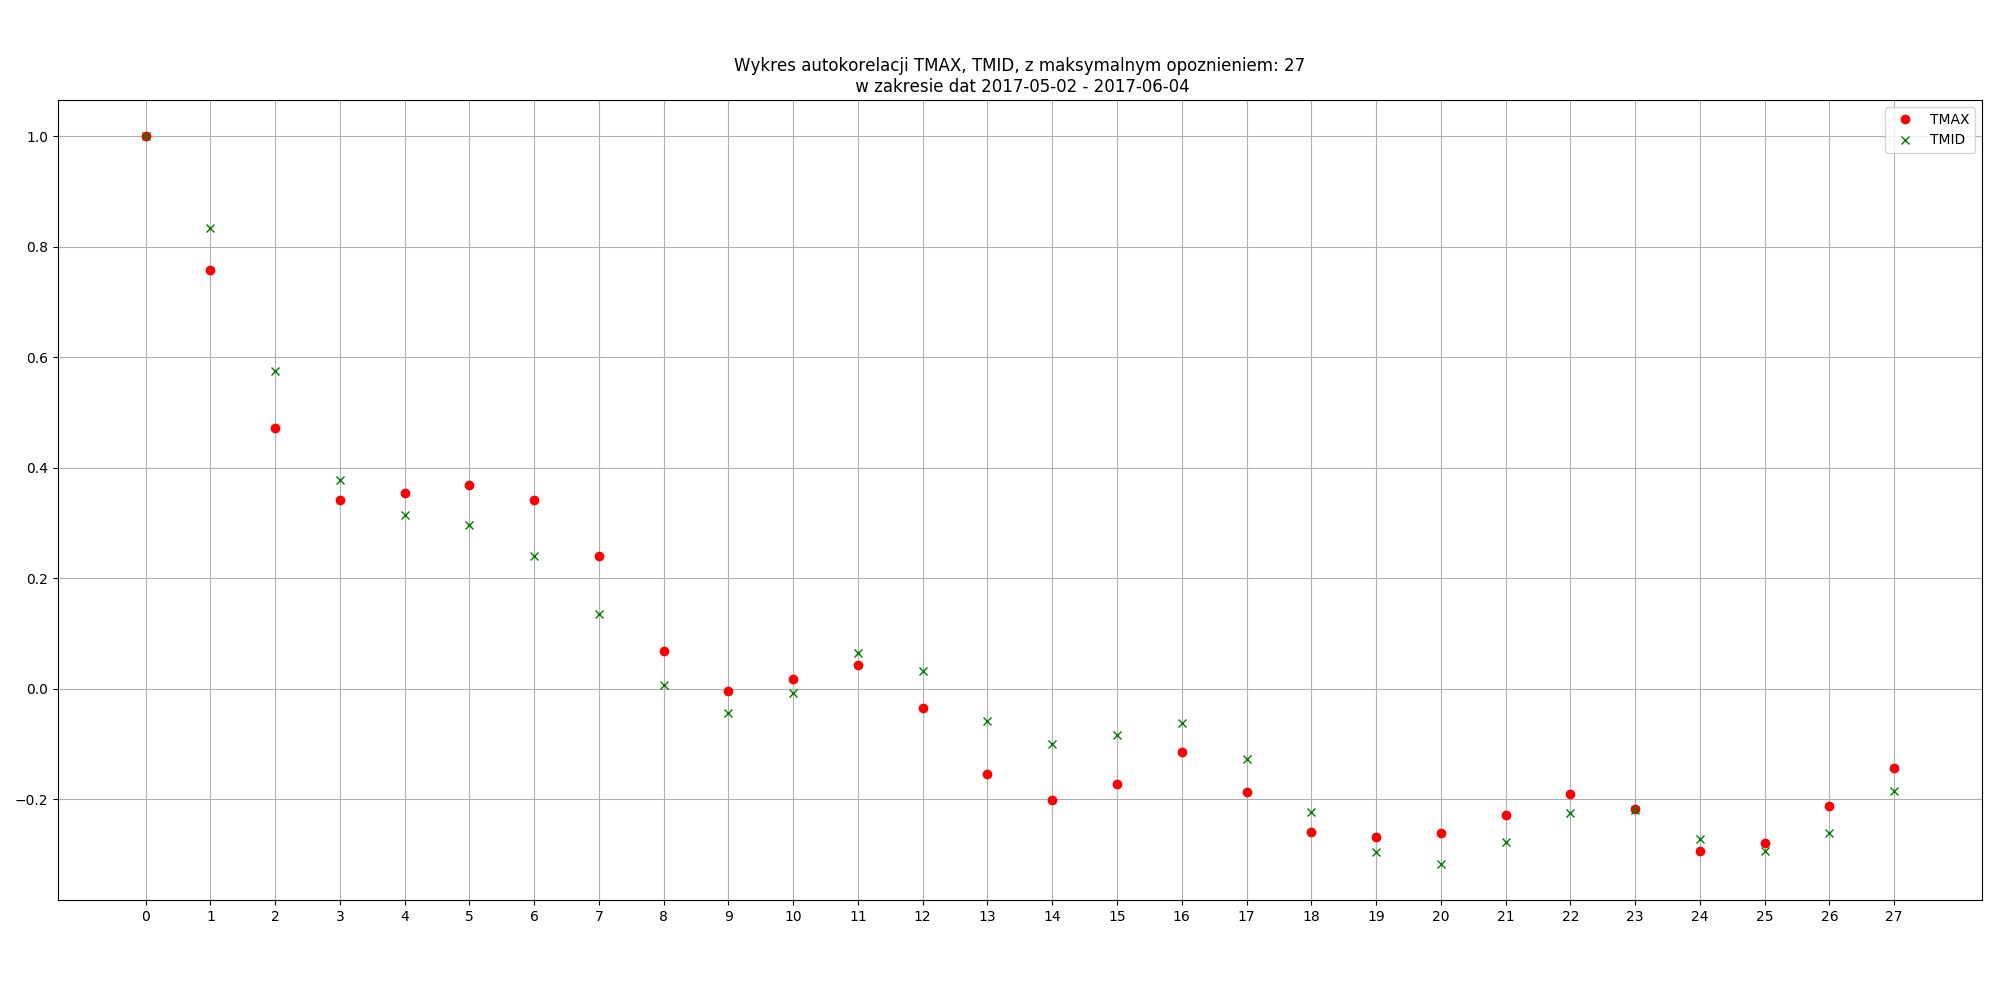 Wykres autokorelacji TMAX, TMID, z maksymalnym opoznieniem: 27
w zakresie dat 2017-05-02 - 2017-06-04
TMAX
TMID
1.0
0.8
0.6
0.4
0.2
0.0
−0.2
0 1 2 3 4 5 6 7 8 9 10 11 12 13 14 15 16 17 18 19 20 21 22 23 24 25 26 27